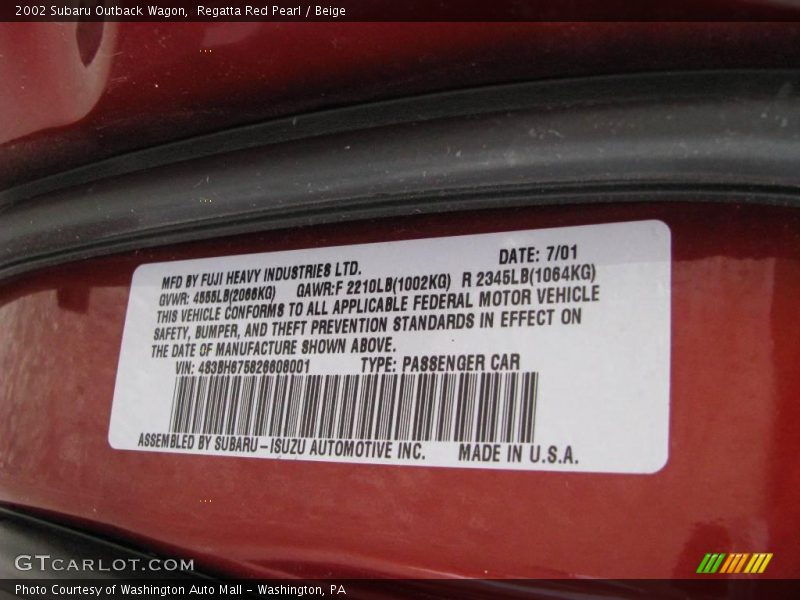 2002 Subaru Outback Wagon, Regatta Red Pearl / Beige
DATE: 7/01
MFD BY FUJI HEAVY INDUSTRIES LTD.
GVWR: 4555LB(2066KG) GAWR:F 2210LB(1002KG) R 2345LB(1064KG)
THIS VEHICLE CONFORMS TO ALL APPLICABLE FEDERAL MOTOR VEHICLE
SAFETY, BUMPER, AND THEFT PREVENTION STANDARDS IN EFFECT ON
THE DATE OF MANUFACTURE SHOWN ABOVE.
VIN: 4S3BH675826608001 TYPE: PASSENGER CAR
ASSEMBLED BY SUBARU-ISUZU AUTOMOTIVE INC. MADE IN U.S.A.
GTCARLOT.COM
Photo Courtesy of Washington Auto Mall - Washington, PA